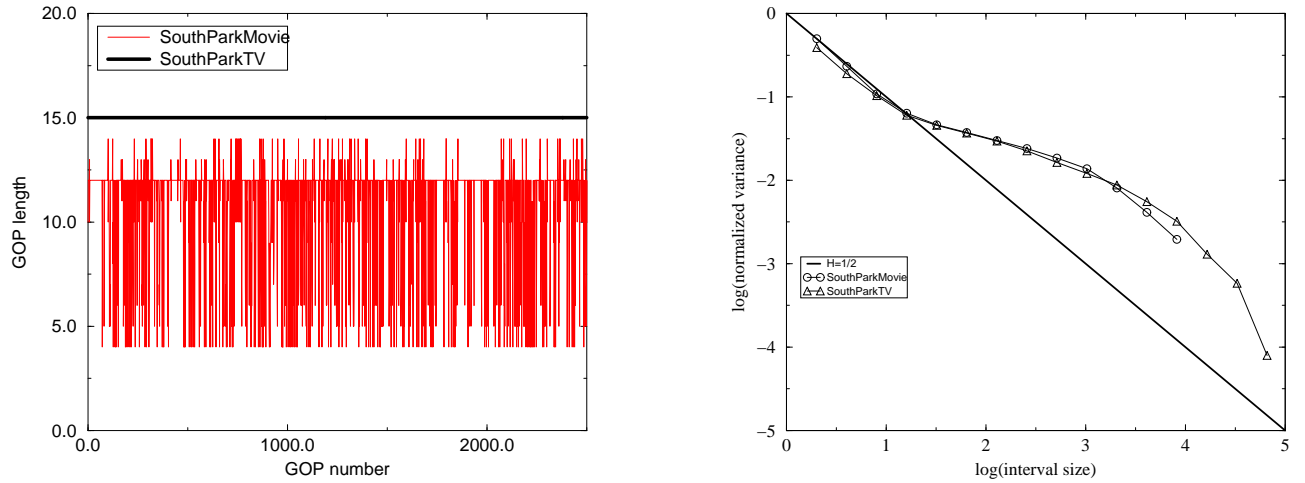 20.0
15.0
10.0
5.0
0.0
GOP length
SouthParkMovie
SouthParkTV
0.0
1000.0
2000.0
GOP number
0
−1
−2
−3
−4
−5
log(normalized variance)
H=1/2
SouthParkMovie
SouthParkTV
0
1
2
3
4
5
log(interval size)